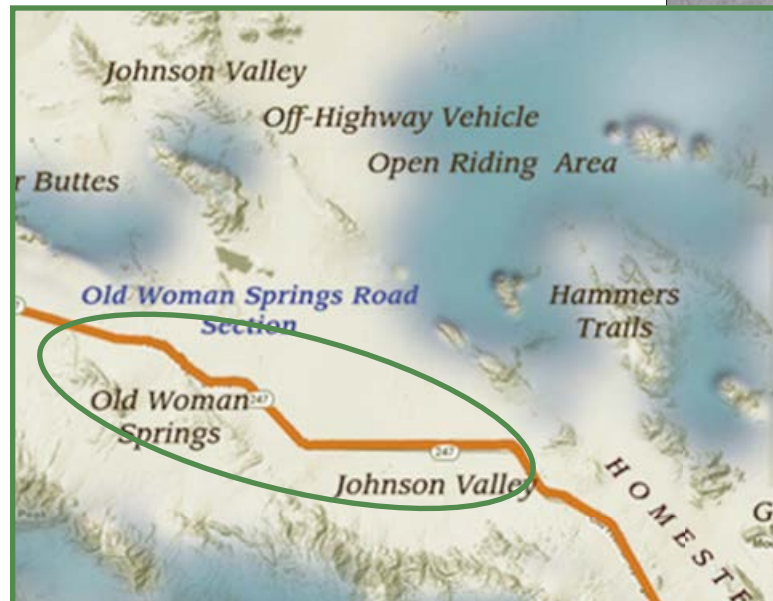 Johnson Valley
Off-Highway Vehicle
Open Riding Area
r Buttes
Old Woman Springs Road
Section
Hammers
Trails
Old Woman
Springs
247
247
Johnson Valley
HOMESTE
G